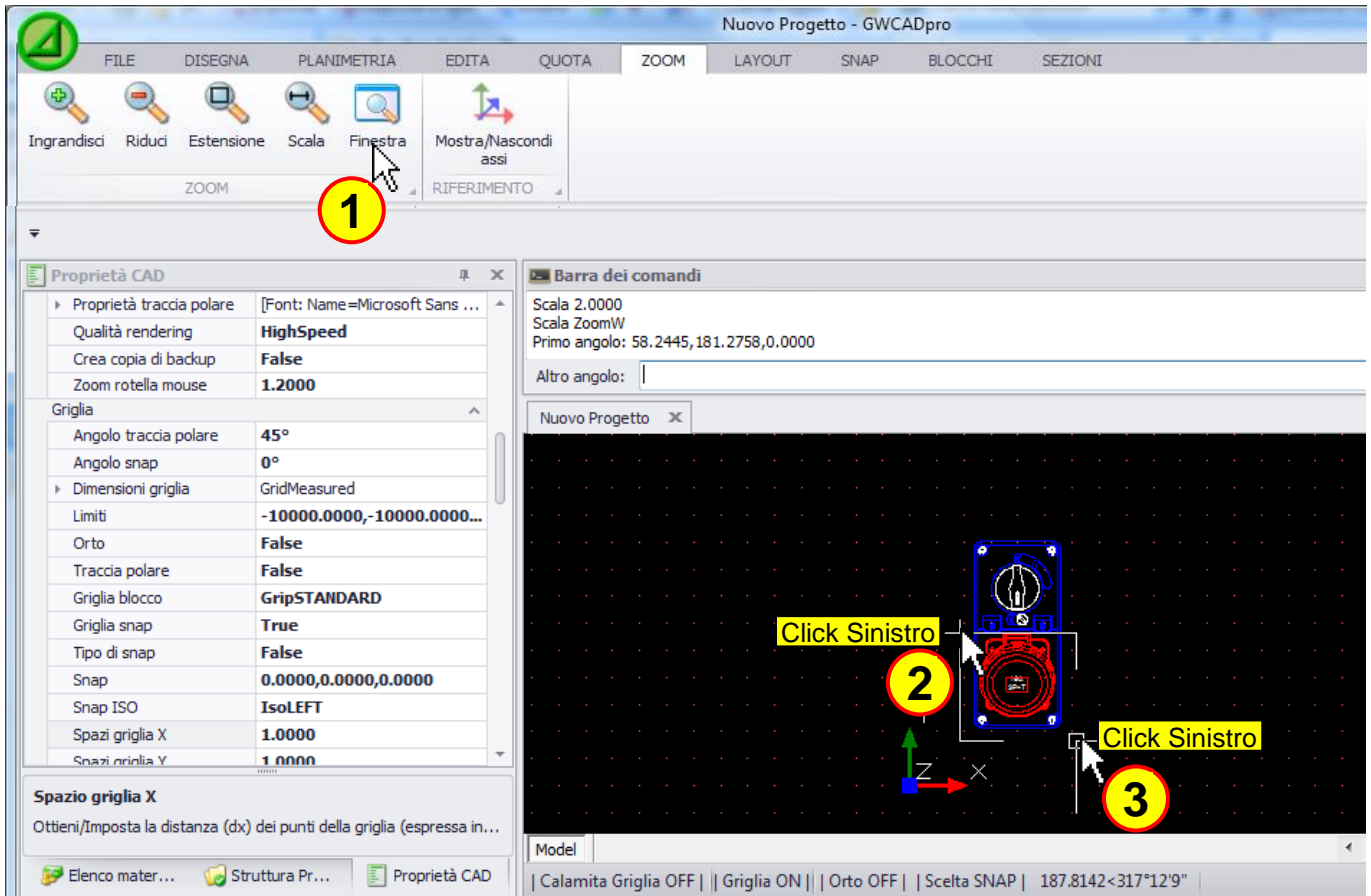 Nuovo Progetto - GWCADpro
FILE DISEGNA PLANIMETRIA EDITA QUOTA ZOOM LAYOUT SNAP BLOCCHI SEZIONI
Ingrandisci Riduci Estensione Scala Finestra Mostra/Nascondi
assi
ZOOM RIFERIMENTO
1
Proprietà CAD
Proprietà traccia polare [Font: Name=Microsoft Sans ...
Qualità rendering HighSpeed
Crea copia di backup False
Zoom rotella mouse 1.2000
Griglia
Angolo traccia polare 45°
Angolo snap 0°
Dimensioni griglia GridMeasured
Limiti -10000.0000,-10000.0000...
Orto False
Traccia polare False
Griglia blocco GripSTANDARD
Griglia snap True
Tipo di snap False
Snap 0.0000,0.0000,0.0000
Snap ISO IsoLEFT
Spazi griglia X 1.0000
Spazi griglia Y 1.0000
Spazio griglia X
Ottieni/Imposta la distanza (dx) dei punti della griglia (espressa in...
Elenco mater... Struttura Pr... Proprietà CAD
Barra dei comandi
Scala 2.0000
Scala ZoomW
Primo angolo: 58.2445,181.2758,0.0000
Altro angolo:
Nuovo Progetto
Click Sinistro
2
Click Sinistro
3
Z X
Model
| Calamita Griglia OFF | | Griglia ON | | Orto OFF | | Scelta SNAP | 187.8142<317°12'9"